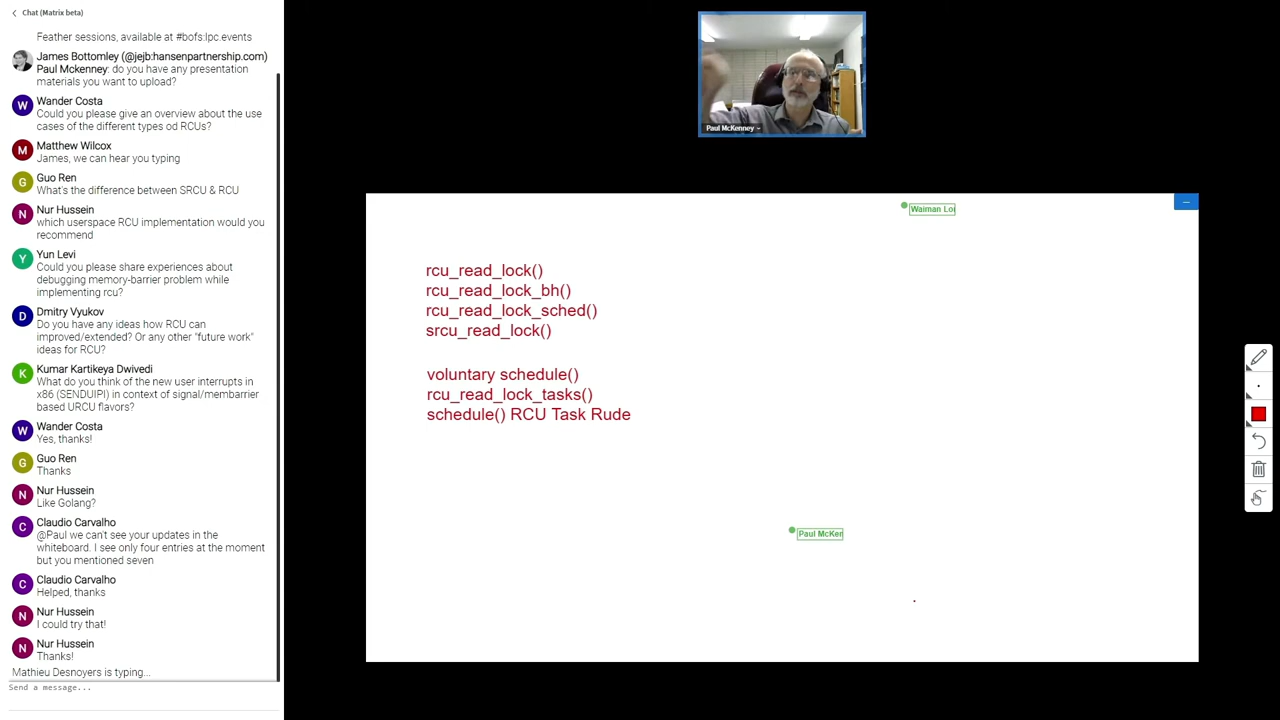 Chat (Matrix beta)
Feather sessions, available at #bofs:lpc.events
James Bottomley (@jejb:hansenpartnership.com)
Paul Mckenney: do you have any presentation
materials you want to upload?
W
Wander Costa
Could you please give an overview about the use
cases of the different types od RCUs?
M
Matthew Wilcox
James, we can hear you typing
G
Guo Ren
What's the difference between SRCU & RCU
N
Nur Hussein
which userspace RCU implementation would you
recommend
Y
Yun Levi
Could you please share experiences about
debugging memory-barrier problem while
implementing rcu?
D
Dmitry Vyukov
Do you have any ideas how RCU can
improved/extended? Or any other "future work"
ideas for RCU?
K
Kumar Kartikeya Dwivedi
What do you think of the new user interrupts in
x86 (SENDUIPI) in context of signal/membarrier
based URCU flavors?
W
Wander Costa
Yes, thanks!
G
Guo Ren
Thanks
N
Nur Hussein
Like Golang?
C
Claudio Carvalho
@Paul we can't see your updates in the
whiteboard. I see only four entries at the moment
but you mentioned seven
C
Claudio Carvalho
Helped, thanks
N
Nur Hussein
I could try that!
N
Nur Hussein
Thanks!
Mathieu Desnoyers is typing...
Send a message...
Paul McKenney
Waiman Lo
rcu_read_lock()
rcu_read_lock_bh()
rcu_read_lock_sched()
srcu_read_lock()
voluntary schedule()
rcu_read_lock_tasks()
schedule() RCU Task Rude
Paul McKen